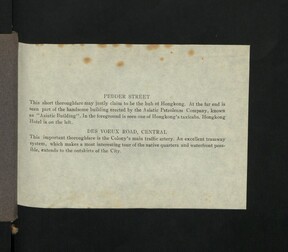 PEDDER STREET
This short thoroughfare may justly claim to be the hub of Hongkong. At the far end is
seen part of the handsome building erected by the Asiatic Petroleum Company, known
as "Asiatic Building". In the foreground is seen one of Hongkong's taxicabs. Hongkong
Hotel is on the left.
DES VOEUX ROAD, CENTRAL
This important thoroughfare is the Colony's main traffic artery. An excellent tramway
system, which makes a most interesting tour of the native quarters and waterfront pos-
sible, extends to the outskirts of the City.